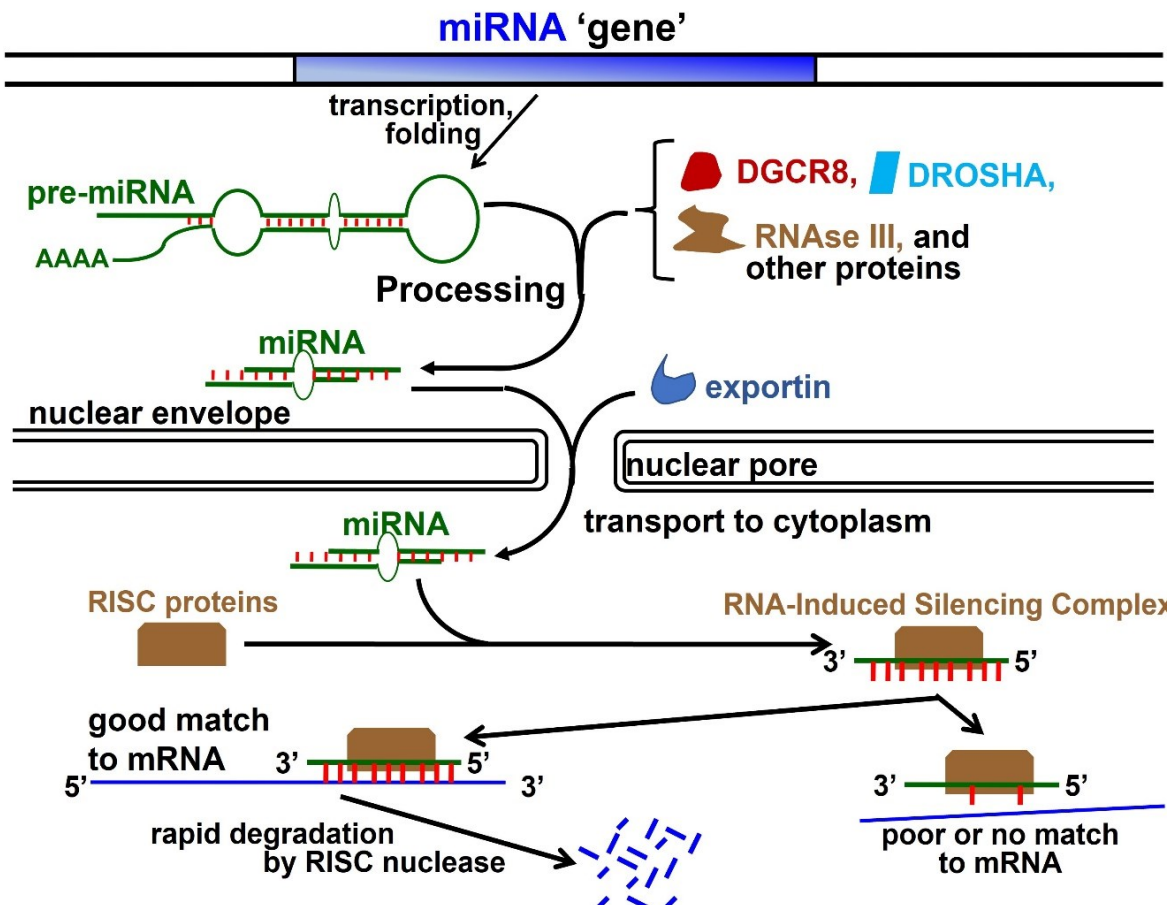 miRNA ‘gene’
transcription,
folding
pre-miRNA
AAAA
DGCR8, DROSHA,
RNAse III, and
other proteins
Processing
miRNA
exportin
nuclear envelope
nuclear pore
miRNA
transport to cytoplasm
RISC proteins
RNA-Induced Silencing Complex
3’ 5’
good match
to mRNA
3’ 5’
5’ 3’
3’ 5’
rapid degradation
by RISC nuclease
poor or no match
to mRNA